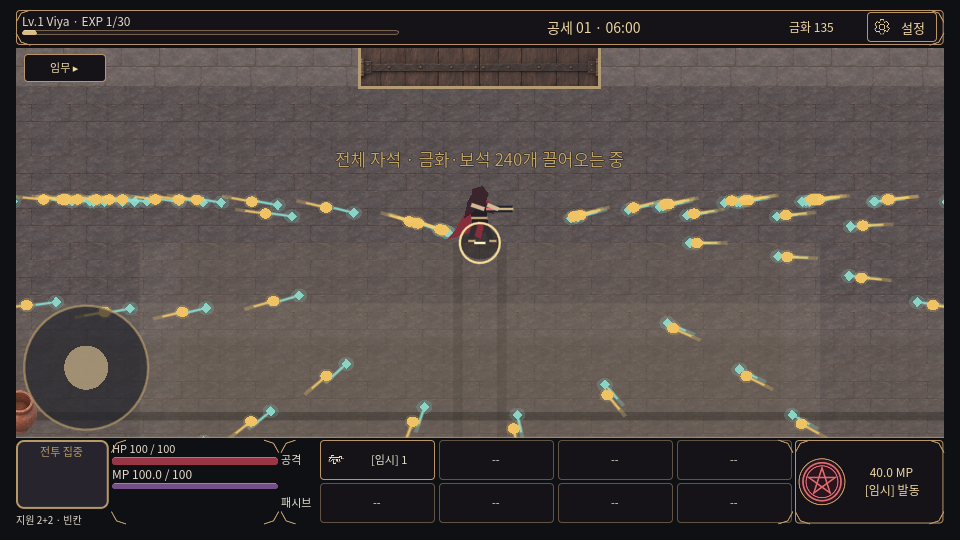 Lv.1 Viya · EXP 1/30
공세 01 · 06:00
금화 135
설정
임무 ▸
전체 자석 · 금화·보석 240개 끌어오는 중
전투 집중
HP 100 / 100
MP 100.0 / 100
지원 2+2 · 빈칸
공격
[임시] 1
--
--
--
패시브
--
--
--
--
40.0 MP
[임시] 발동